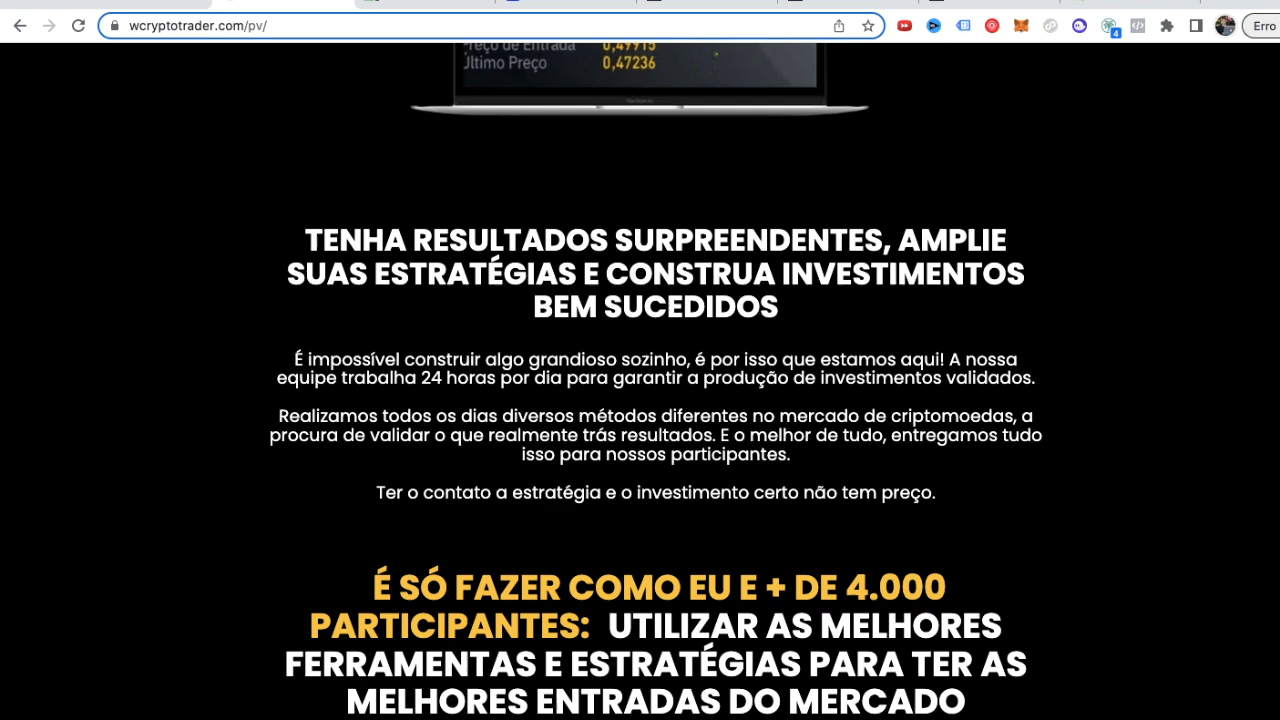 wcryptotrader.com/pv/
4
Erro
Preço de Entrada 0,49915
Último Preço 0,47236
TENHA RESULTADOS SURPREENDENTES, AMPLIE
SUAS ESTRATÉGIAS E CONSTRUA INVESTIMENTOS
BEM SUCEDIDOS
É impossível construir algo grandioso sozinho, é por isso que estamos aqui! A nossa
equipe trabalha 24 horas por dia para garantir a produção de investimentos validados.
Realizamos todos os dias diversos métodos diferentes no mercado de criptomoedas, a
procura de validar o que realmente trás resultados. E o melhor de tudo, entregamos tudo
isso para nossos participantes.
Ter o contato a estratégia e o investimento certo não tem preço.
É SÓ FAZER COMO EU E + DE 4.000
PARTICIPANTES: UTILIZAR AS MELHORES
FERRAMENTAS E ESTRATÉGIAS PARA TER AS
MELHORES ENTRADAS DO MERCADO